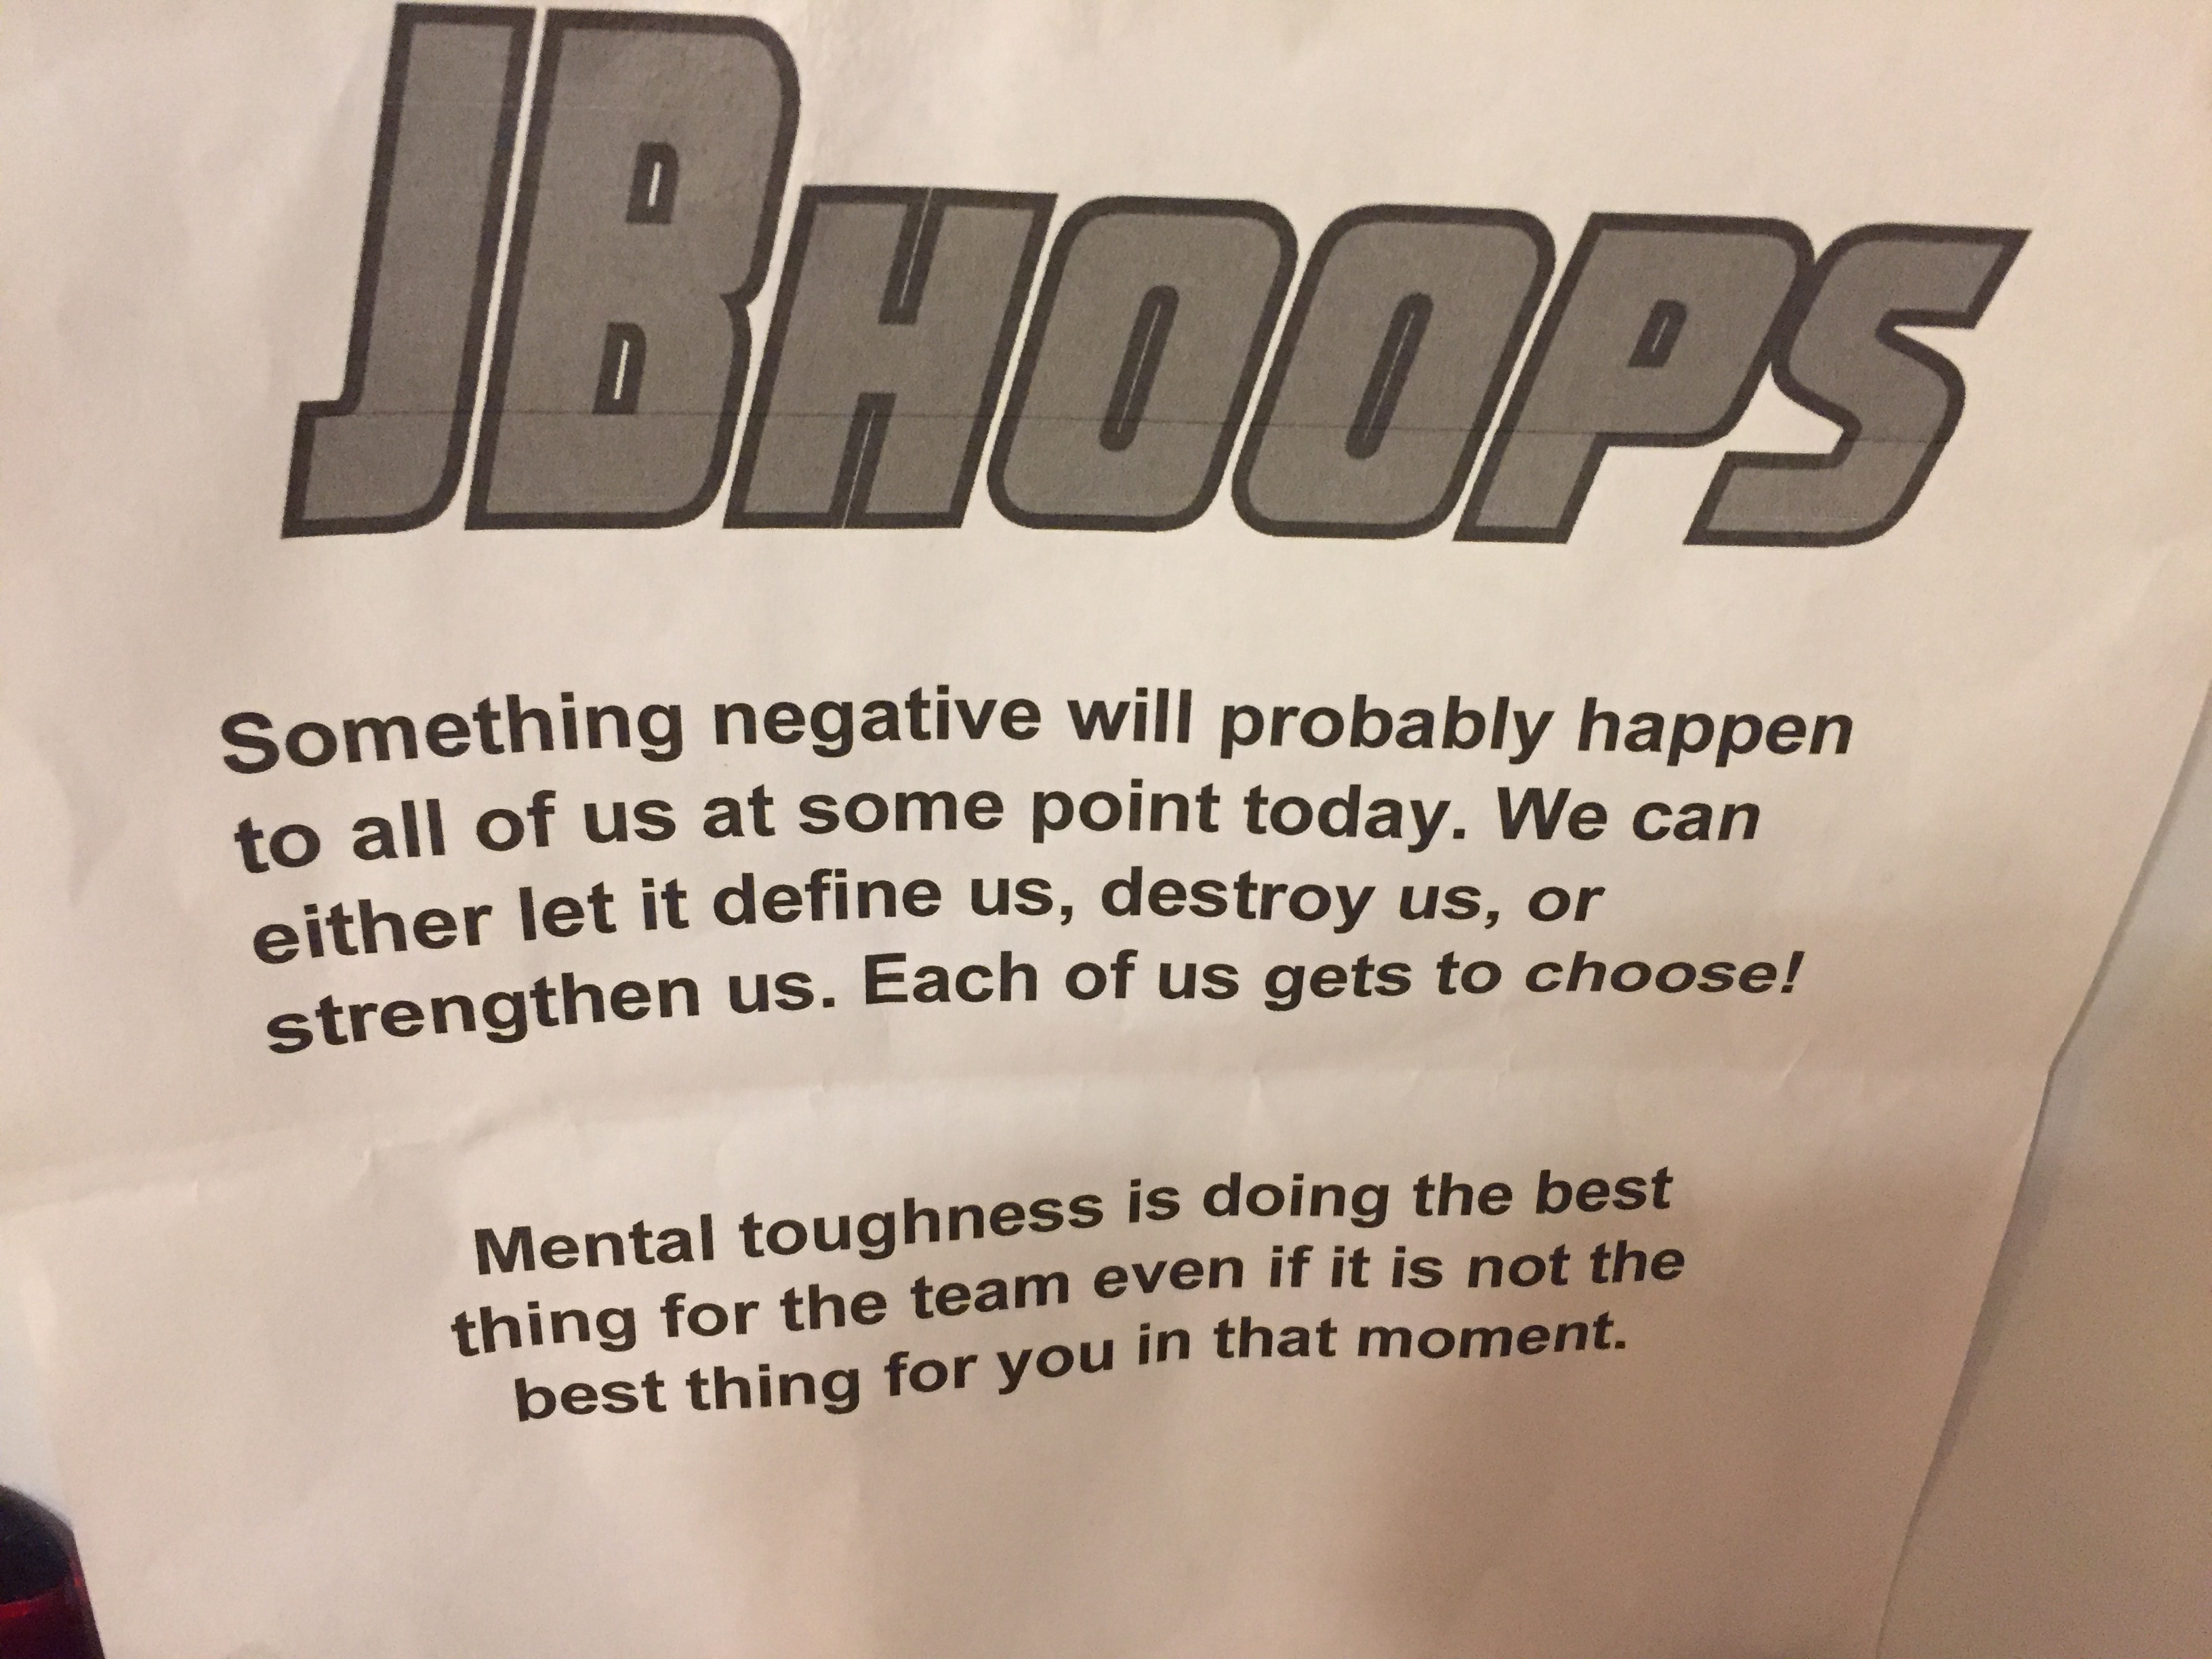 JBHOOPS
Something negative will probably happen
to all of us at some point today. We can
either let it define us, destroy us, or
strengthen us. Each of us gets to choose!
Mental toughness is doing the best
thing for the team even if it is not the
best thing for you in that moment.